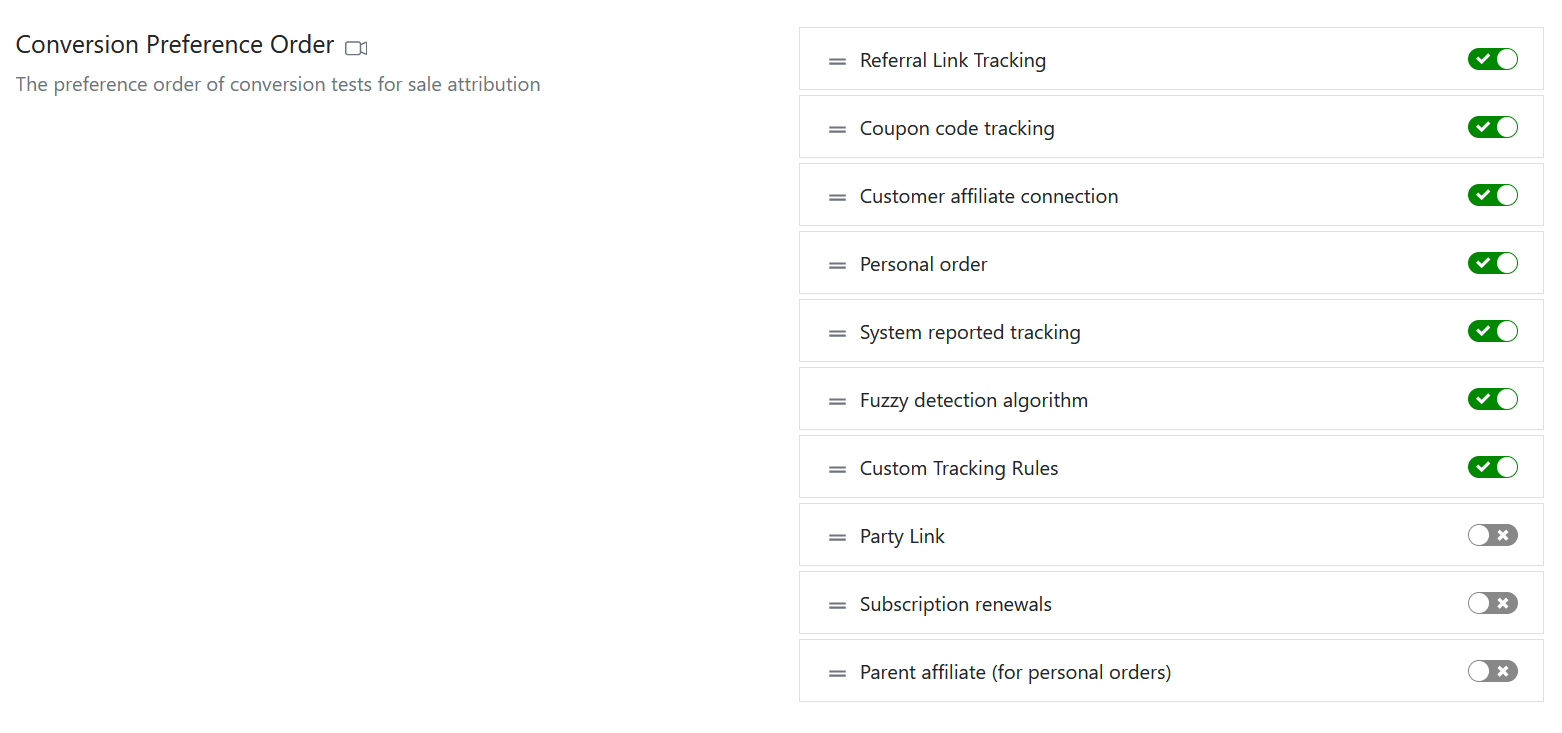 Conversion Preference Order
The preference order of conversion tests for sale attribution
Referral Link Tracking
Coupon code tracking
Customer affiliate connection
Personal order
System reported tracking
Fuzzy detection algorithm
Custom Tracking Rules
Party Link
Subscription renewals
Parent affiliate (for personal orders)